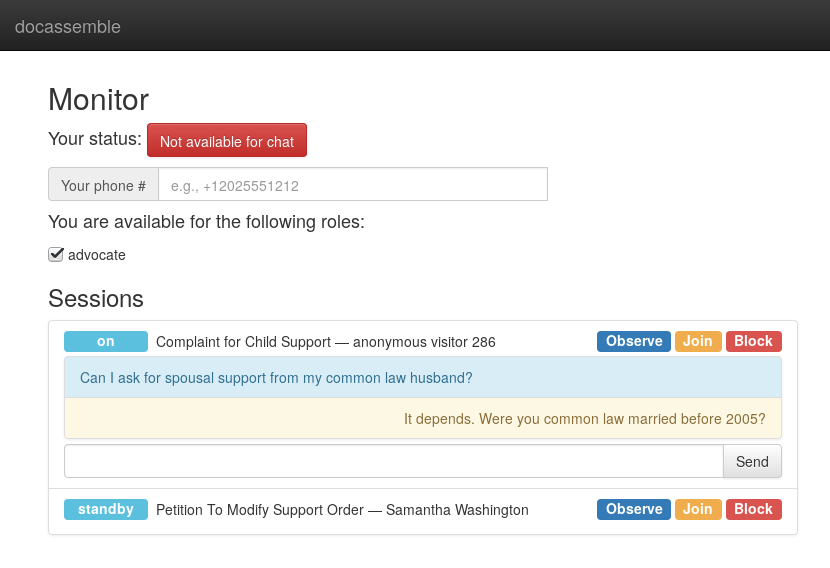 docassemble
Monitor
Your status: Not available for chat
Your phone # e.g., +12025551212
You are available for the following roles:
advocate
Sessions
on Complaint for Child Support — anonymous visitor 286 Observe Join Block
Can I ask for spousal support from my common law husband?
It depends. Were you common law married before 2005?
Send
standby Petition To Modify Support Order — Samantha Washington Observe Join Block